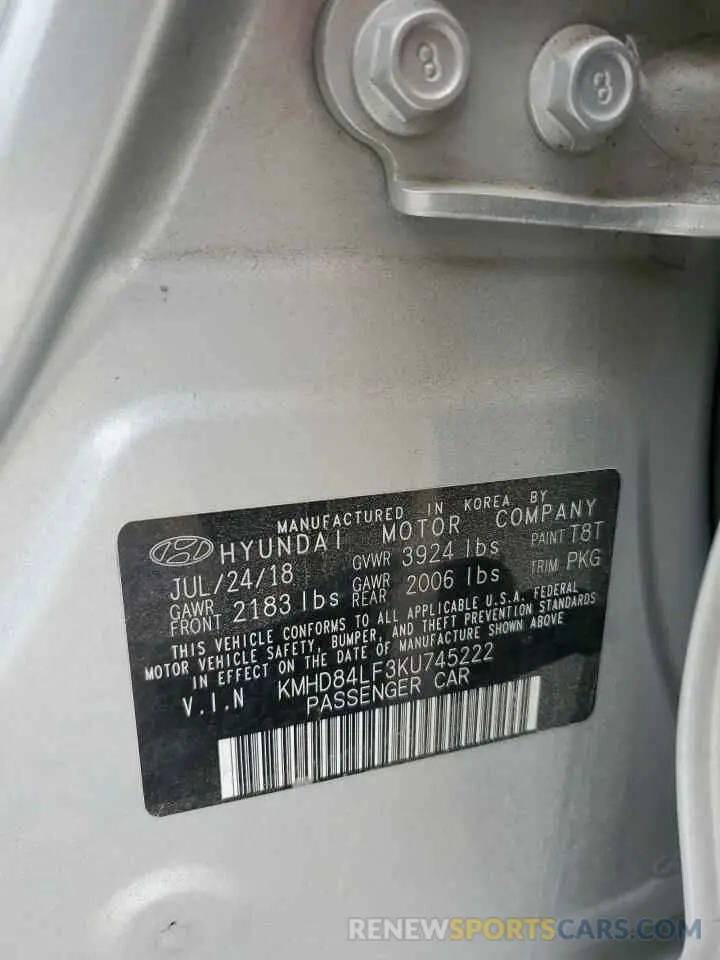 8
8
MANUFACTURED IN KOREA BY
HYUNDAI MOTOR COMPANY
JUL/24/18 GVWR 3924 lbs PAINT T8T
GAWR FRONT 2183 lbs GAWR REAR 2006 lbs TRIM PKG
THIS VEHICLE CONFORMS TO ALL APPLICABLE U.S.A. FEDERAL
MOTOR VEHICLE SAFETY, BUMPER, AND THEFT PREVENTION STANDARDS
IN EFFECT ON THE DATE OF MANUFACTURE SHOWN ABOVE
V.I.N KMHD84LF3KU745222
PASSENGER CAR
RENEWSPORTSCARS.COM